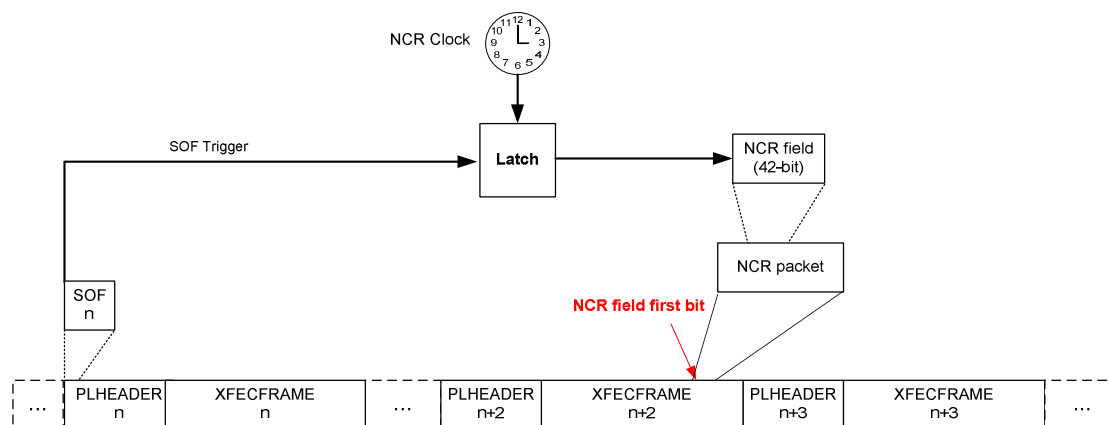 NCR Clock
12
11 1
10 2
9 3
8 4
7 5
6
SOF Trigger
Latch
NCR field
(42-bit)
NCR packet
SOF
n
NCR field first bit
...
PLHEADER
n
XFECFRAME
n
...
PLHEADER
n+2
XFECFRAME
n+2
PLHEADER
n+3
XFECFRAME
n+3
...